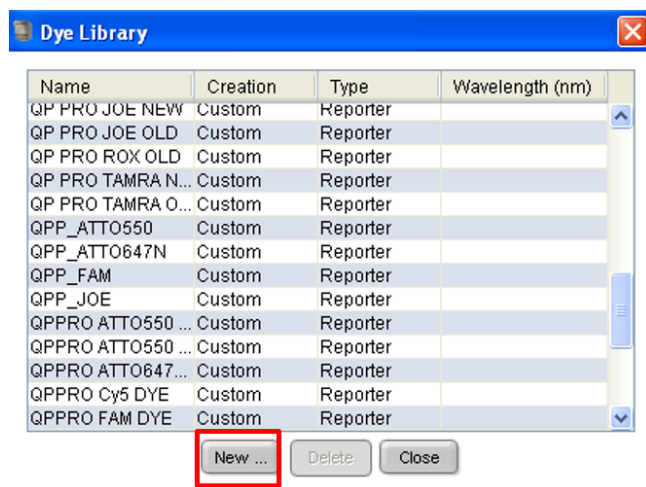 Dye Library
Name Creation Type Wavelength (nm)
QP PRO JOE NEW Custom Reporter
QP PRO JOE OLD Custom Reporter
QP PRO ROX OLD Custom Reporter
QP PRO TAMRA N... Custom Reporter
QP PRO TAMRA O... Custom Reporter
QPP_ATTO550 Custom Reporter
QPP_ATTO647N Custom Reporter
QPP_FAM Custom Reporter
QPP_JOE Custom Reporter
QPPRO ATTO550 ... Custom Reporter
QPPRO ATTO550 ... Custom Reporter
QPPRO ATTO647... Custom Reporter
QPPRO Cy5 DYE Custom Reporter
QPPRO FAM DYE Custom Reporter
New ... Delete Close